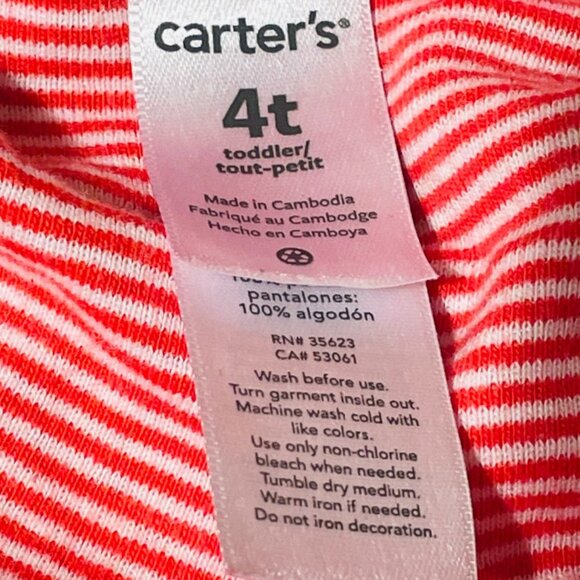 carter's®
4t
toddler/
tout-petit
Made in Cambodia
Fabriqué au Cambodge
Hecho en Camboya
100%
pantalones:
100% algodón
RN# 35623
CA# 53061
Wash before use.
Turn garment inside out.
Machine wash cold with
like colors.
Use only non-chlorine
bleach when needed.
Tumble dry medium.
Warm iron if needed.
Do not iron decoration.